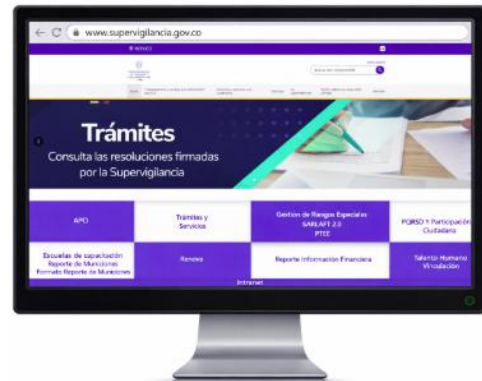 www.supervigilancia.gov.co
Trámites
Consulta las resoluciones firmadas
por la Supervigilancia
APO
Trámites y
Servicios
Gestión de Riesgos Especiales
SARLAFT 2.0
PTEE
PQRSD Y Participación
Ciudadana
Escuelas de capacitación
Reporte de Municiones
Formato Reporte de Municiones
Renova
Reporte Información Financiera
Talento Humano
Vinculación
Intranet